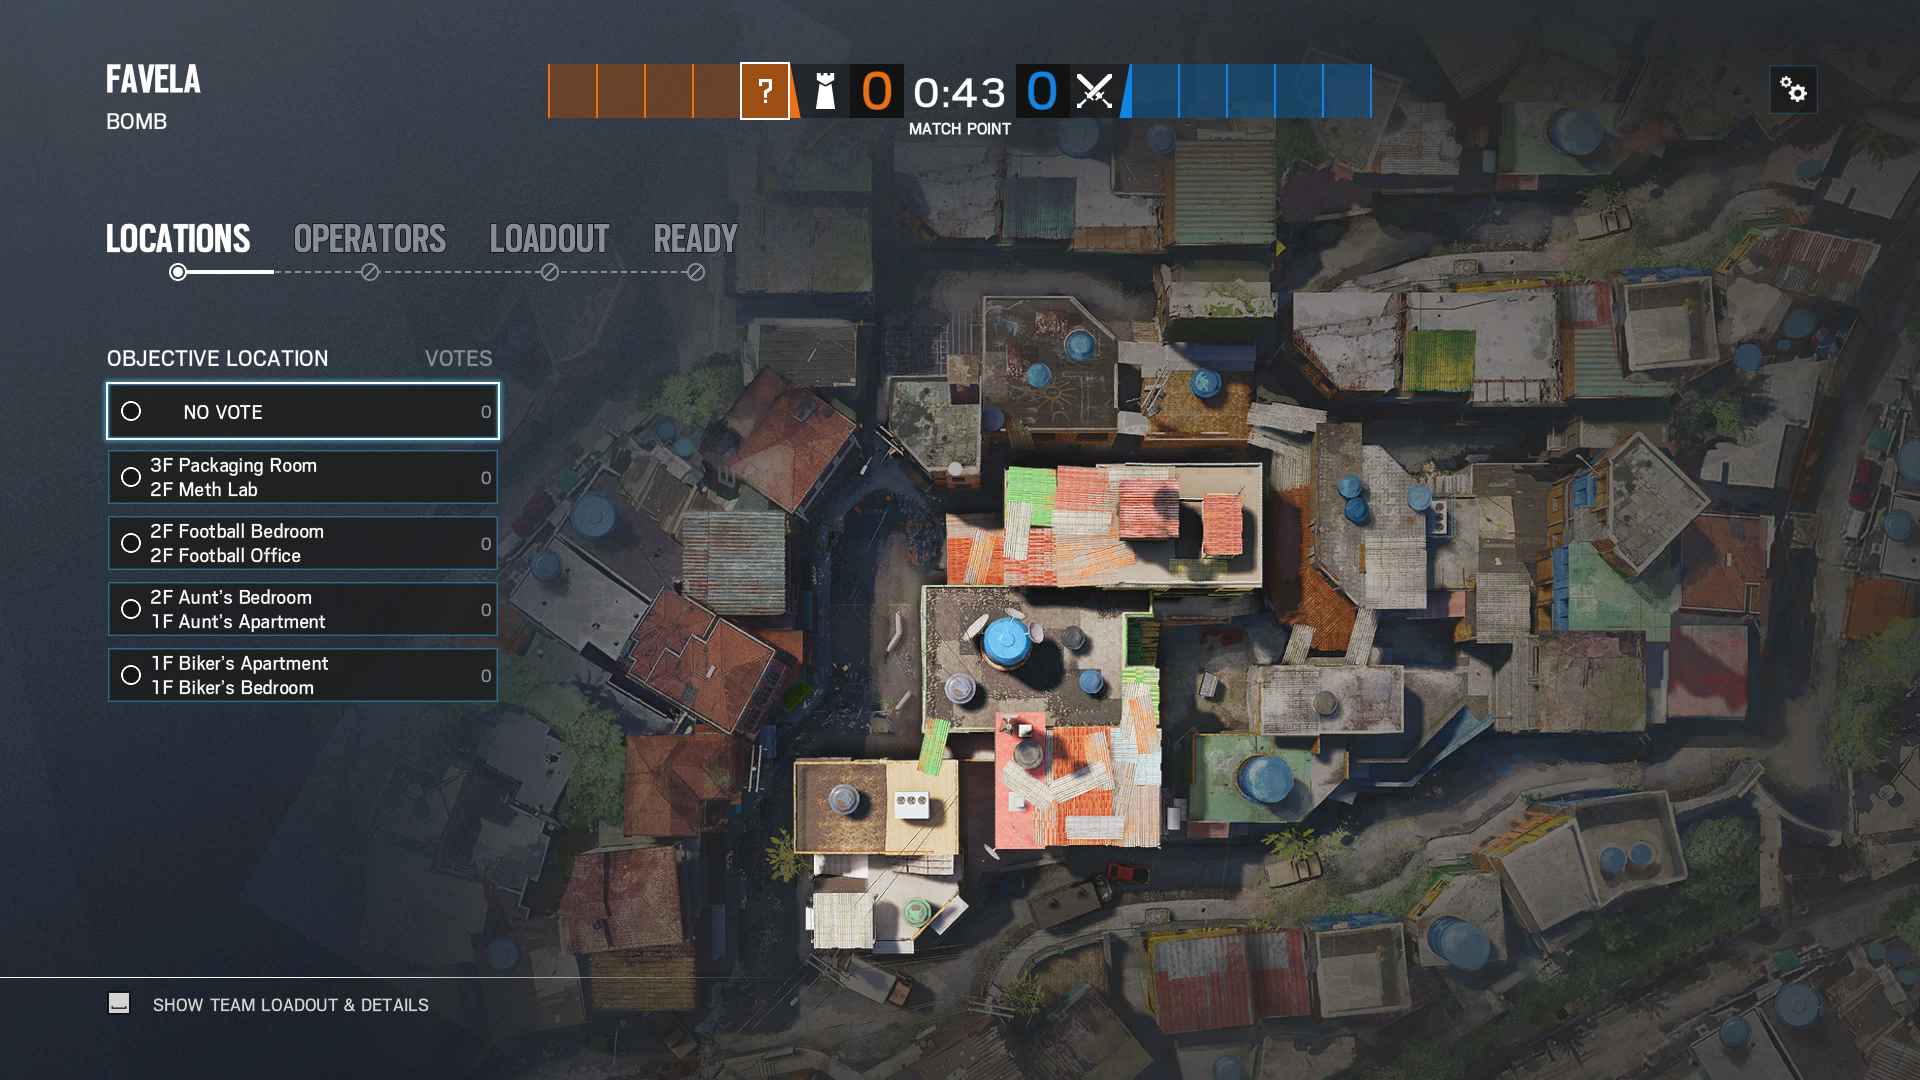 FAVELA
BOMB
?
0
0:43
0
MATCH POINT
LOCATIONS
OPERATORS
LOADOUT
READY
OBJECTIVE LOCATION
VOTES
NO VOTE
0
3F Packaging Room
2F Meth Lab
0
2F Football Bedroom
2F Football Office
0
2F Aunt's Bedroom
1F Aunt's Apartment
0
1F Biker's Apartment
1F Biker's Bedroom
0
SHOW TEAM LOADOUT & DETAILS